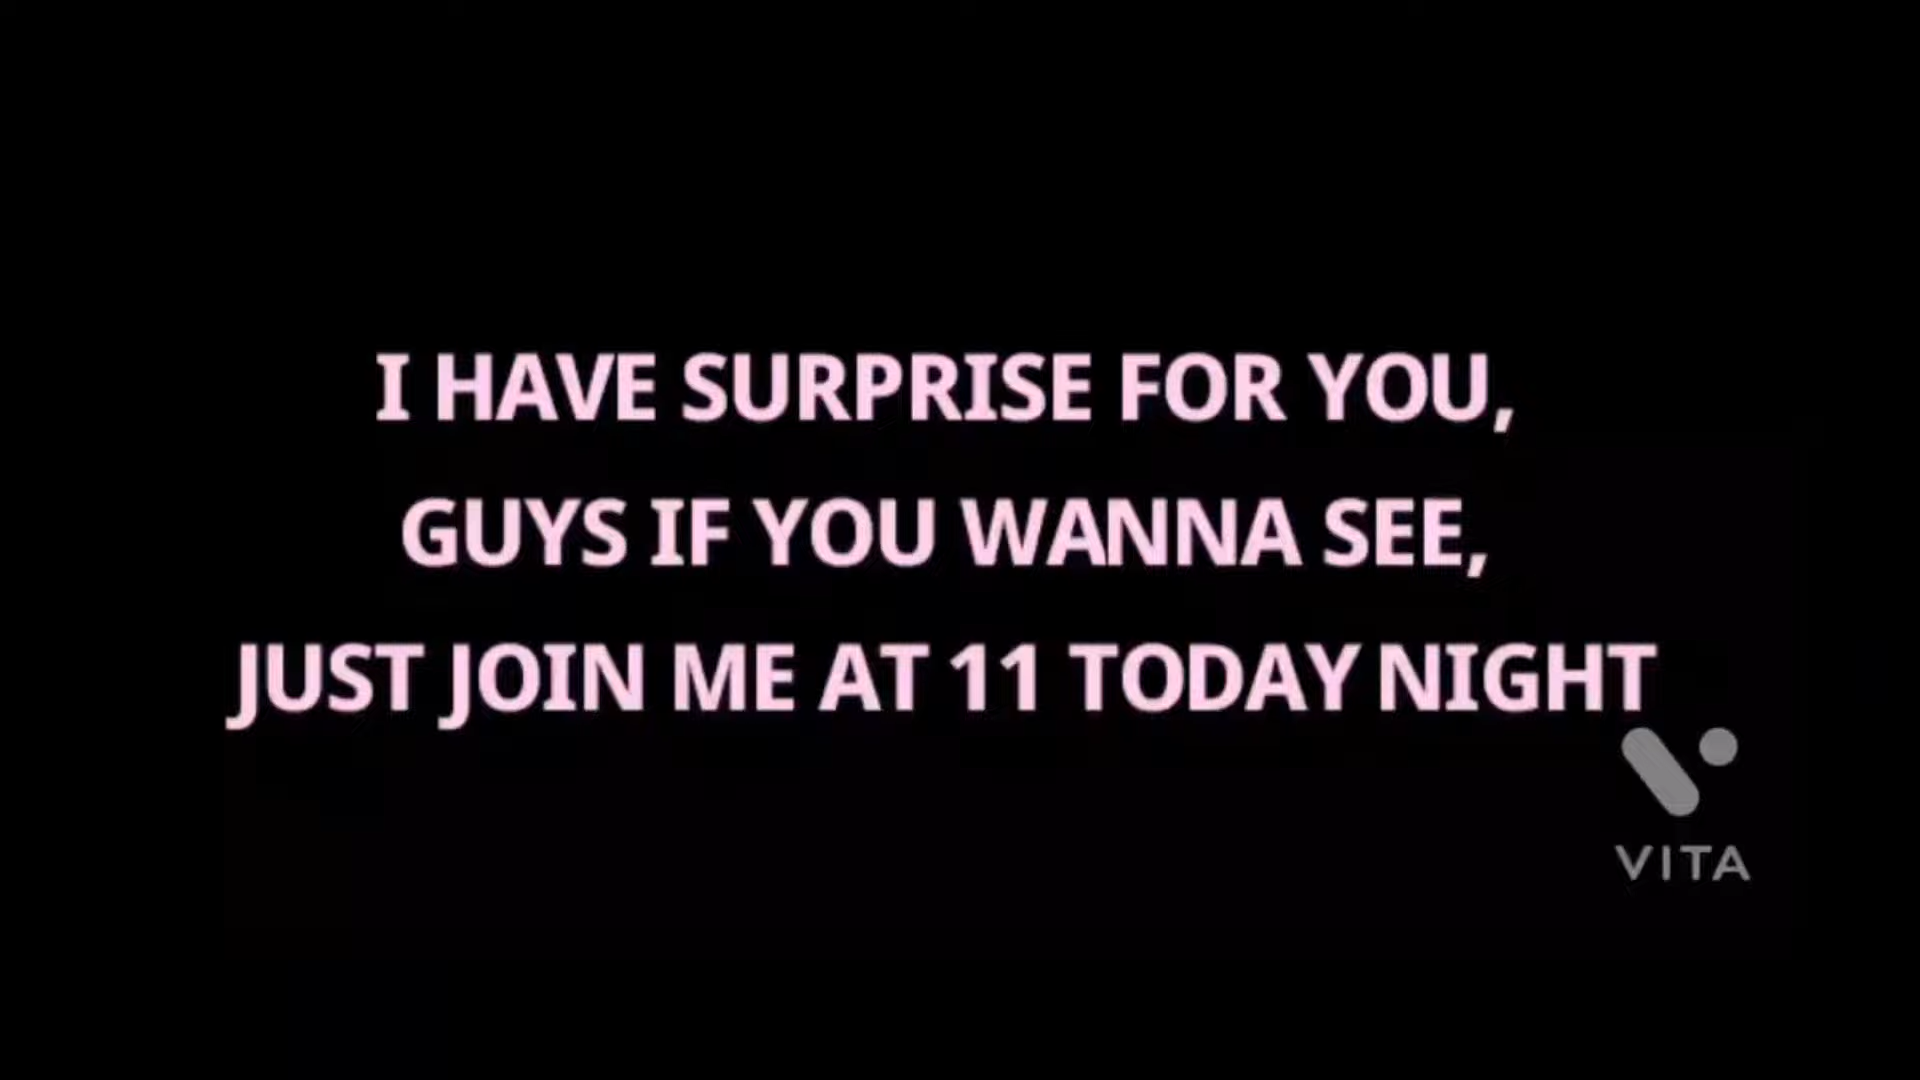 I HAVE SURPRISE FOR YOU,
GUYS IF YOU WANNA SEE,
JUST JOIN ME AT 11 TODAY NIGHT
VITA